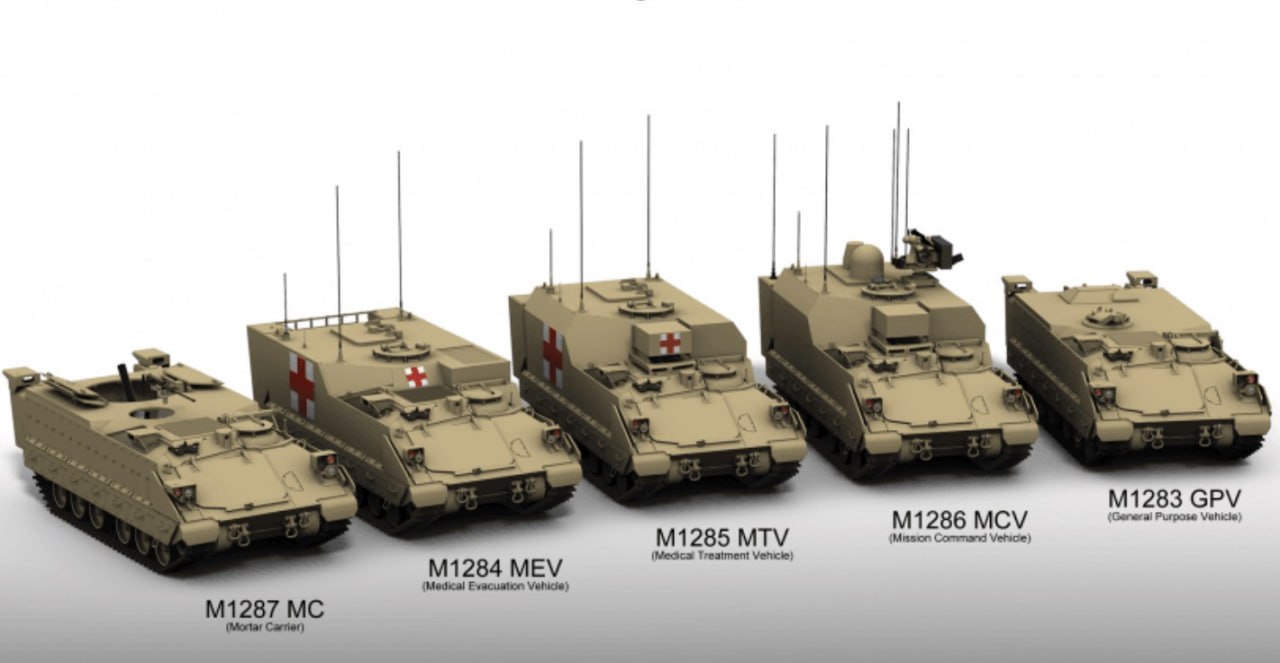 M1287 MC
(Mortar Carrier)
M1284 MEV
(Medical Evacuation Vehicle)
M1285 MTV
(Medical Treatment Vehicle)
M1286 MCV
(Mission Command Vehicle)
M1283 GPV
(General Purpose Vehicle)